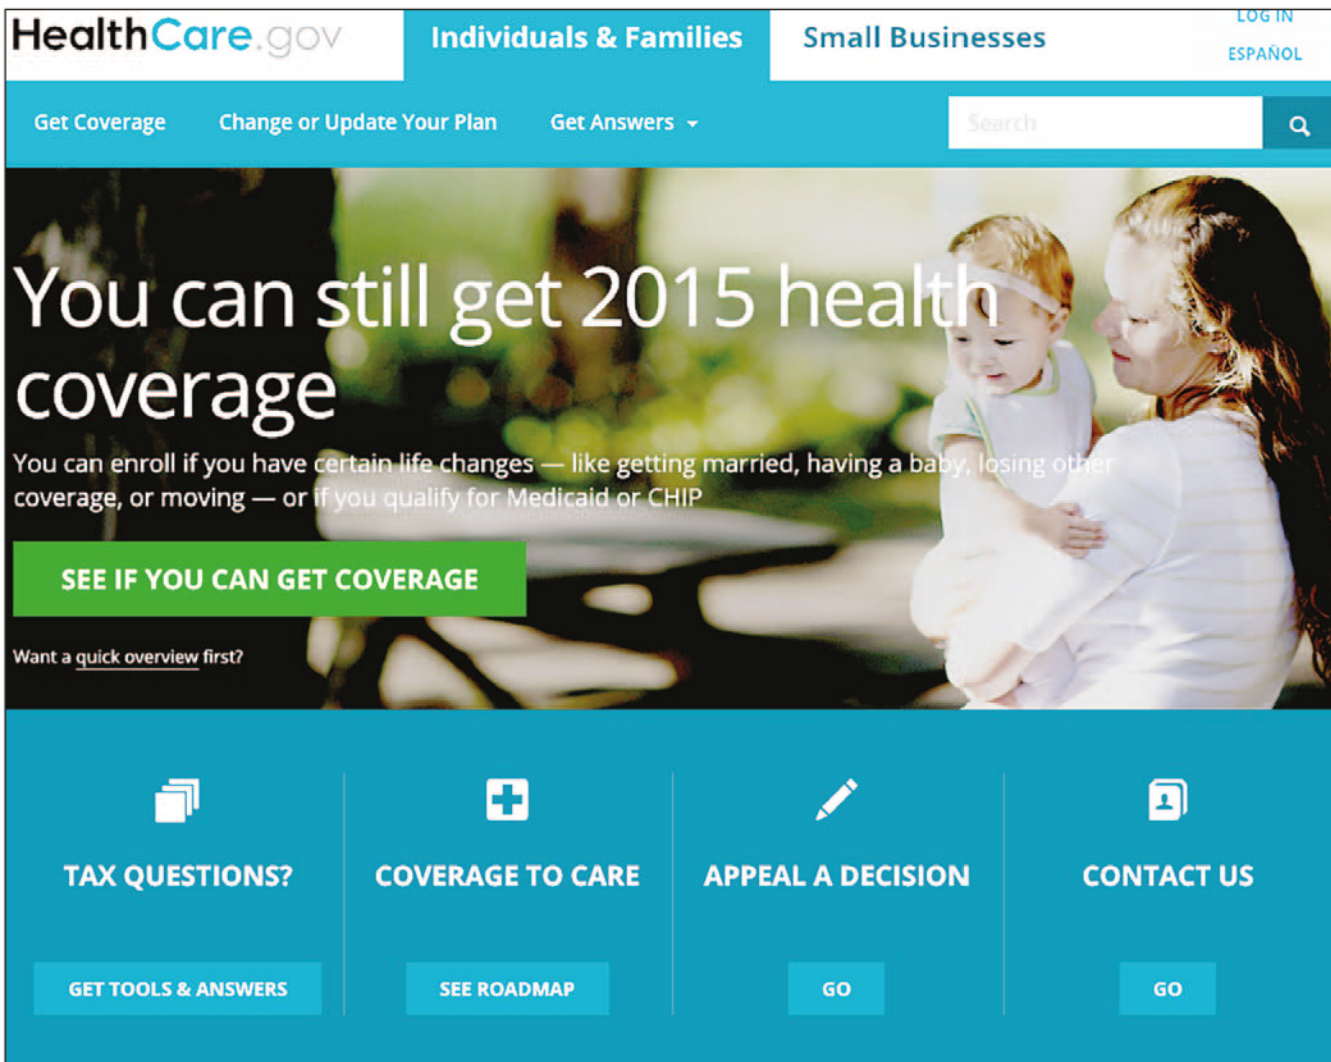 HealthCare.gov
Individuals & Families
Small Businesses
LOG IN
ESPAÑOL
Get Coverage
Change or Update Your Plan
Get Answers
Search
You can still get 2015 health
coverage
You can enroll if you have certain life changes — like getting married, having a baby, losing other
coverage, or moving — or if you qualify for Medicaid or CHIP
SEE IF YOU CAN GET COVERAGE
Want a quick overview first?
TAX QUESTIONS?
COVERAGE TO CARE
APPEAL A DECISION
CONTACT US
GET TOOLS & ANSWERS
SEE ROADMAP
GO
GO